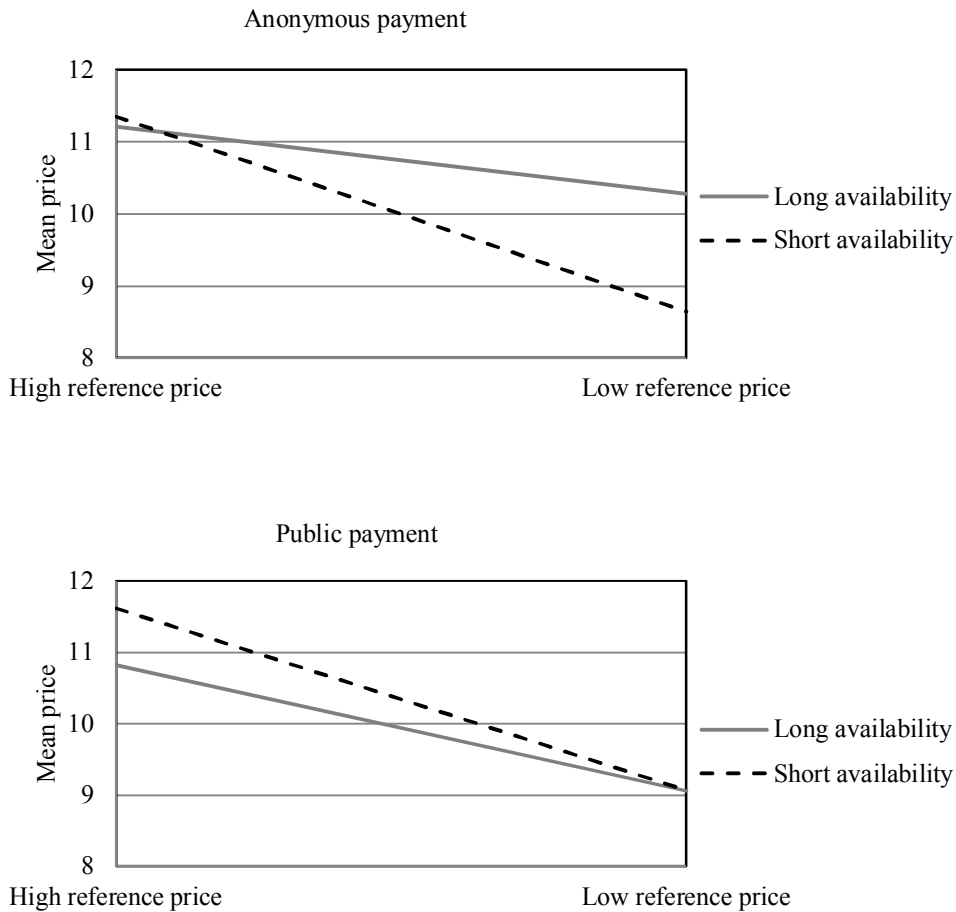 Anonymous payment
12
11
10
9
8
Mean price
High reference price
Low reference price
Long availability
Short availability
Public payment
12
11
10
9
8
Mean price
High reference price
Low reference price
Long availability
Short availability